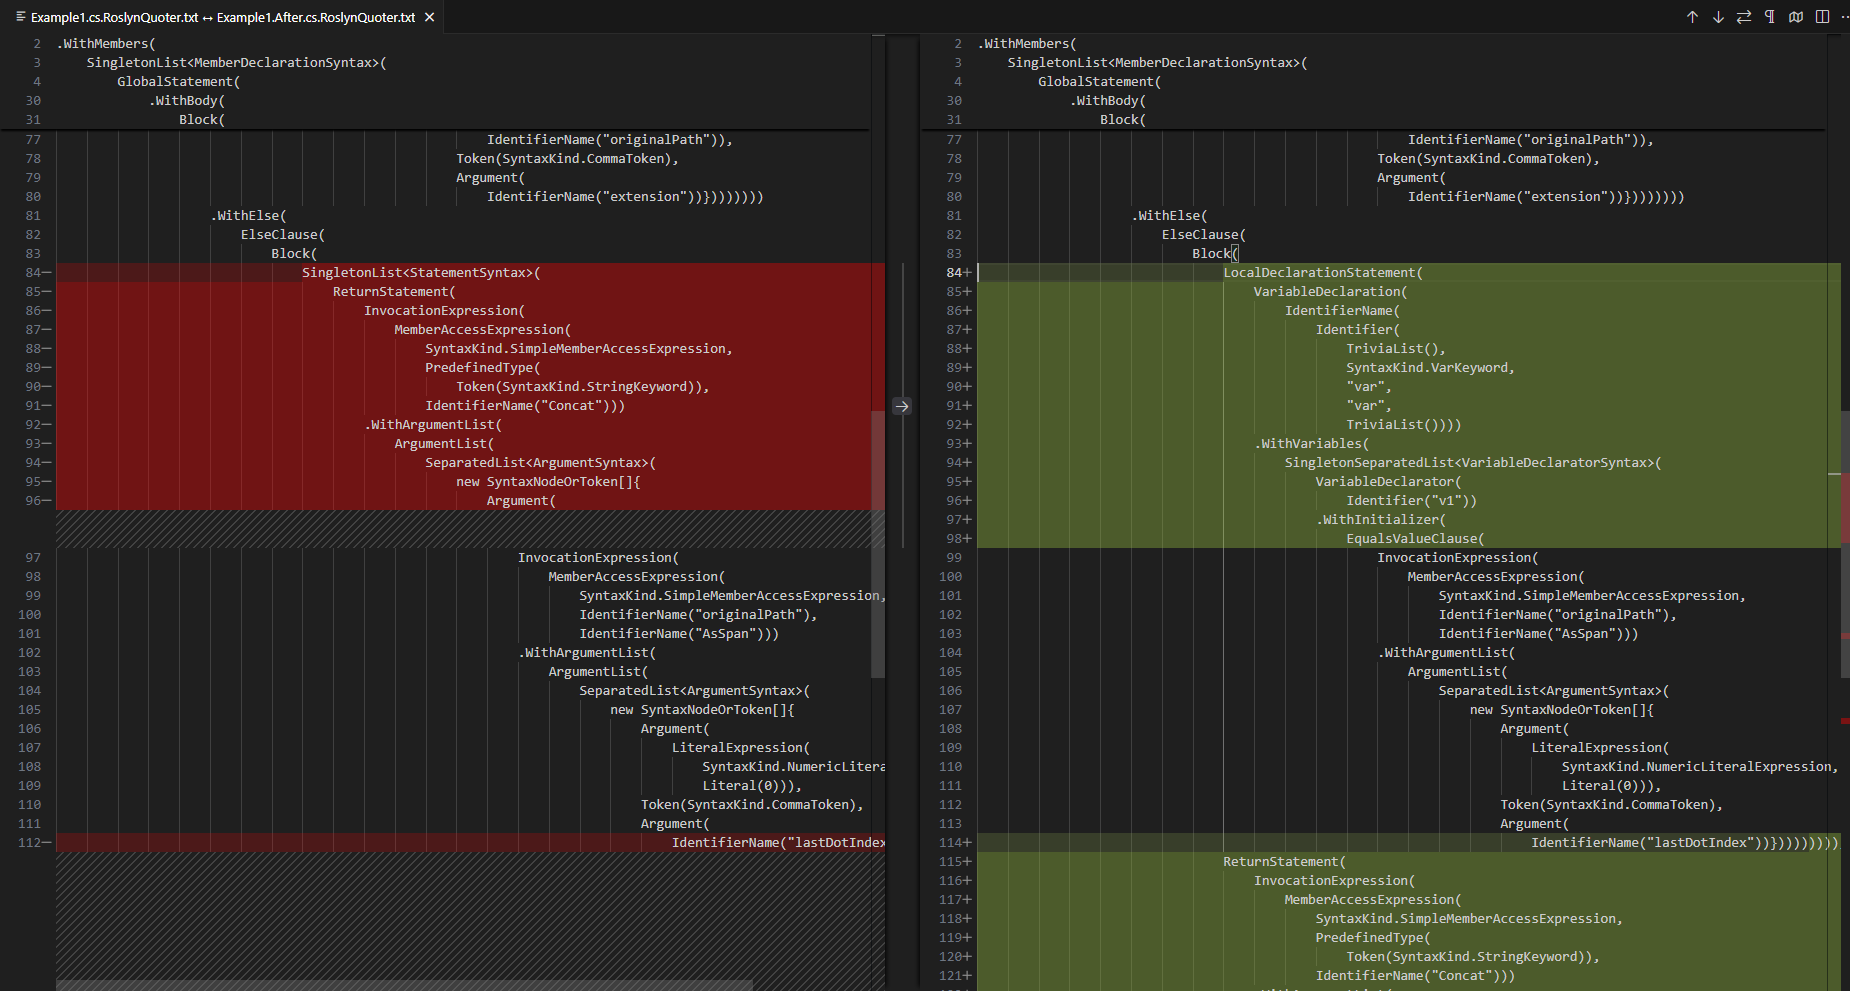 Example1.cs.RoslynQuoter.txt ↔ Example1.After.cs.RoslynQuoter.txt ×
2 .WithMembers(
3 SingletonList<MemberDeclarationSyntax>(
4 GlobalStatement(
30 .WithBody(
31 Block(
77 IdentifierName("originalPath")),
78 Token(SyntaxKind.CommaToken),
79 Argument(
80 IdentifierName("extension"))}))))))))
81 .WithElse(
82 ElseClause(
83 Block(
84— SingletonList<StatementSyntax>(
85— ReturnStatement(
86— InvocationExpression(
87— MemberAccessExpression(
88— SyntaxKind.SimpleMemberAccessExpression,
89— PredefinedType(
90— Token(SyntaxKind.StringKeyword)),
91— IdentifierName("Concat")))
92— .WithArgumentList(
93— ArgumentList(
94— SeparatedList<ArgumentSyntax>(
95— new SyntaxNodeOrToken[]{
96— Argument(
97 InvocationExpression(
98 MemberAccessExpression(
99 SyntaxKind.SimpleMemberAccessExpression,
100 IdentifierName("originalPath"),
101 IdentifierName("AsSpan")))
102 .WithArgumentList(
103 ArgumentList(
104 SeparatedList<ArgumentSyntax>(
105 new SyntaxNodeOrToken[]{
106 Argument(
107 LiteralExpression(
108 SyntaxKind.NumericLitera
109 Literal(0))),
110 Token(SyntaxKind.CommaToken),
111 Argument(
112— IdentifierName("lastDotIndex
2 .WithMembers(
3 SingletonList<MemberDeclarationSyntax>(
4 GlobalStatement(
30 .WithBody(
31 Block(
77 IdentifierName("originalPath")),
78 Token(SyntaxKind.CommaToken),
79 Argument(
80 IdentifierName("extension"))}))))))))
81 .WithElse(
82 ElseClause(
83 Block(
84+ LocalDeclarationStatement(
85+ VariableDeclaration(
86+ IdentifierName(
87+ Identifier(
88+ TriviaList(),
89+ SyntaxKind.VarKeyword,
90+ "var",
91+ "var",
92+ TriviaList())))
93+ .WithVariables(
94+ SingletonSeparatedList<VariableDeclaratorSyntax>(
95+ VariableDeclarator(
96+ Identifier("v1"))
97+ .WithInitializer(
98+ EqualsValueClause(
99 InvocationExpression(
100 MemberAccessExpression(
101 SyntaxKind.SimpleMemberAccessExpression,
102 IdentifierName("originalPath"),
103 IdentifierName("AsSpan")))
104 .WithArgumentList(
105 ArgumentList(
106 SeparatedList<ArgumentSyntax>(
107 new SyntaxNodeOrToken[]{
108 Argument(
109 LiteralExpression(
110 SyntaxKind.NumericLiteralExpression,
111 Literal(0))),
112 Token(SyntaxKind.CommaToken),
113 Argument(
114+ IdentifierName("lastDotIndex"))})))))))))
115+ ReturnStatement(
116+ InvocationExpression(
117+ MemberAccessExpression(
118+ SyntaxKind.SimpleMemberAccessExpression,
119+ PredefinedType(
120+ Token(SyntaxKind.StringKeyword)),
121+ IdentifierName("Concat")))